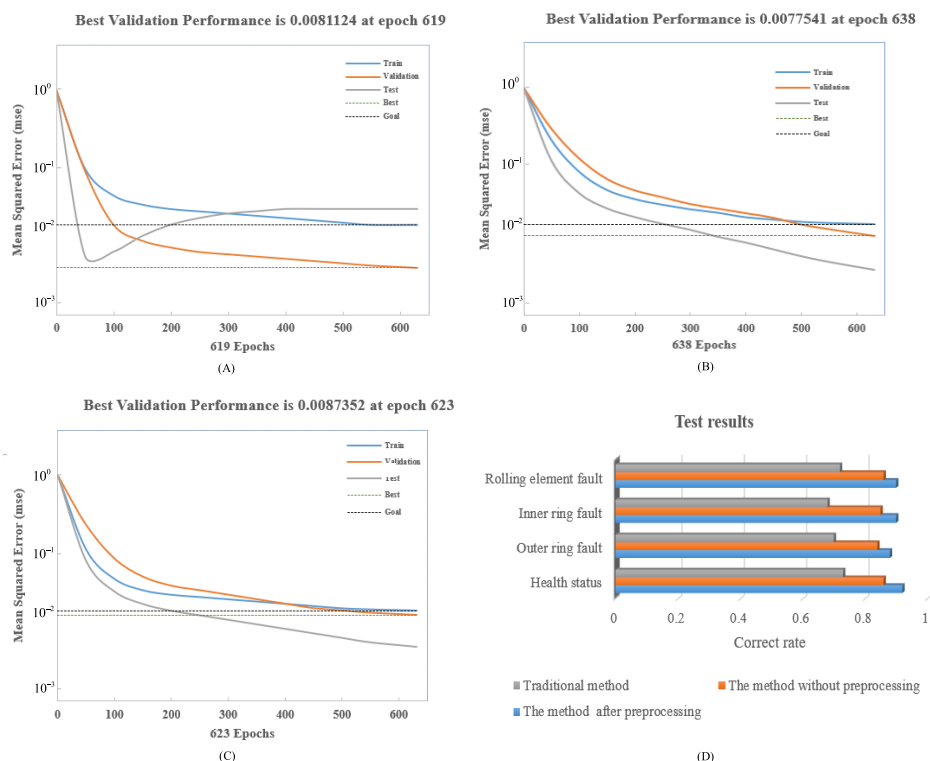 Best Validation Performance is 0.0081124 at epoch 619
Mean Squared Error (mse)
10⁰
10⁻¹
10⁻²
10⁻³
Train
Validation
Test
Best
Goal
0 100 200 300 400 500 600
619 Epochs
(A)
Best Validation Performance is 0.0077541 at epoch 638
Mean Squared Error (mse)
10⁰
10⁻¹
10⁻²
10⁻³
Train
Validation
Test
Best
Goal
0 100 200 300 400 500 600
638 Epochs
(B)
Best Validation Performance is 0.0087352 at epoch 623
Mean Squared Error (mse)
10⁰
10⁻¹
10⁻²
10⁻³
Train
Validation
Test
Best
Goal
0 100 200 300 400 500 600
623 Epochs
(C)
Test results
Rolling element fault
Inner ring fault
Outer ring fault
Health status
0 0.2 0.4 0.6 0.8 1
Correct rate
Traditional method
The method without preprocessing
The method after preprocessing
(D)